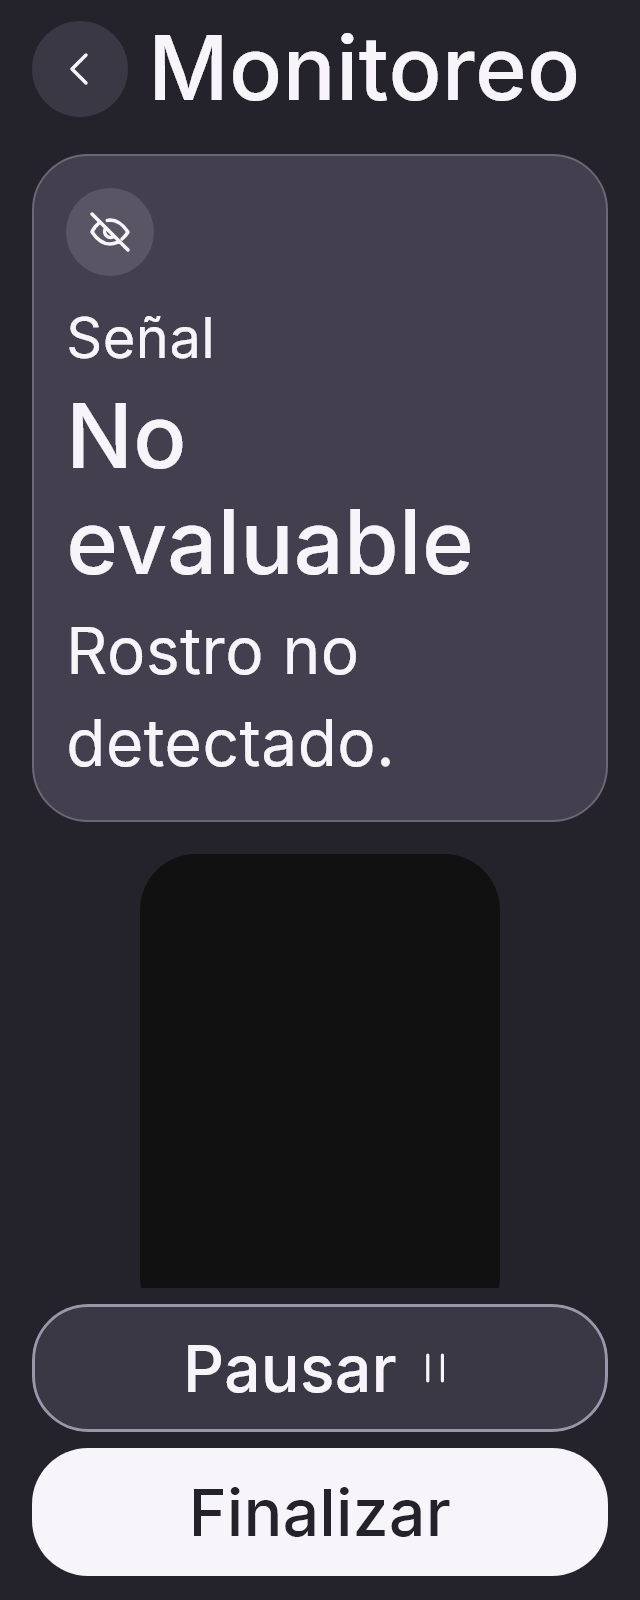 Monitoreo
Señal
No
evaluable
Rostro no
detectado.
Pausar
Finalizar